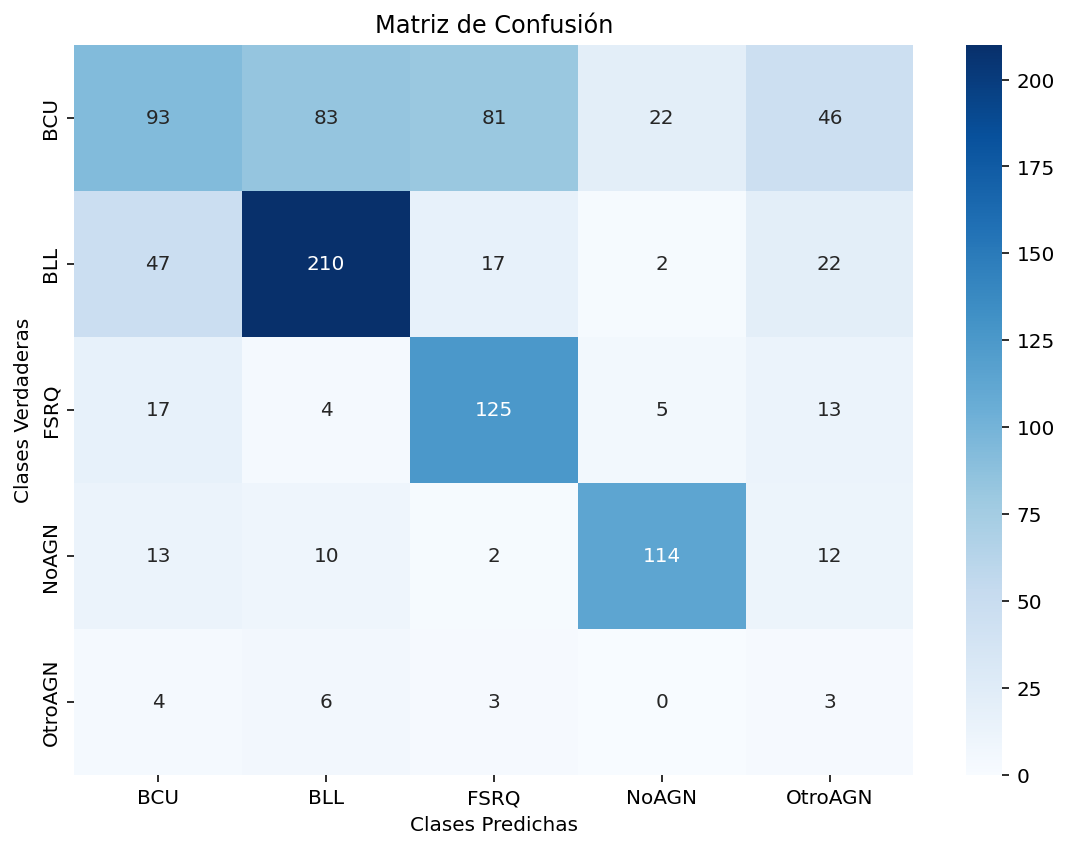 Matriz de Confusión
Clases Verdaderas
BCU 93 83 81 22 46
BLL 47 210 17 2 22
FSRQ 17 4 125 5 13
NoAGN 13 10 2 114 12
OtroAGN 4 6 3 0 3
BCU BLL FSRQ NoAGN OtroAGN
Clases Predichas
200
175
150
125
100
75
50
25
0